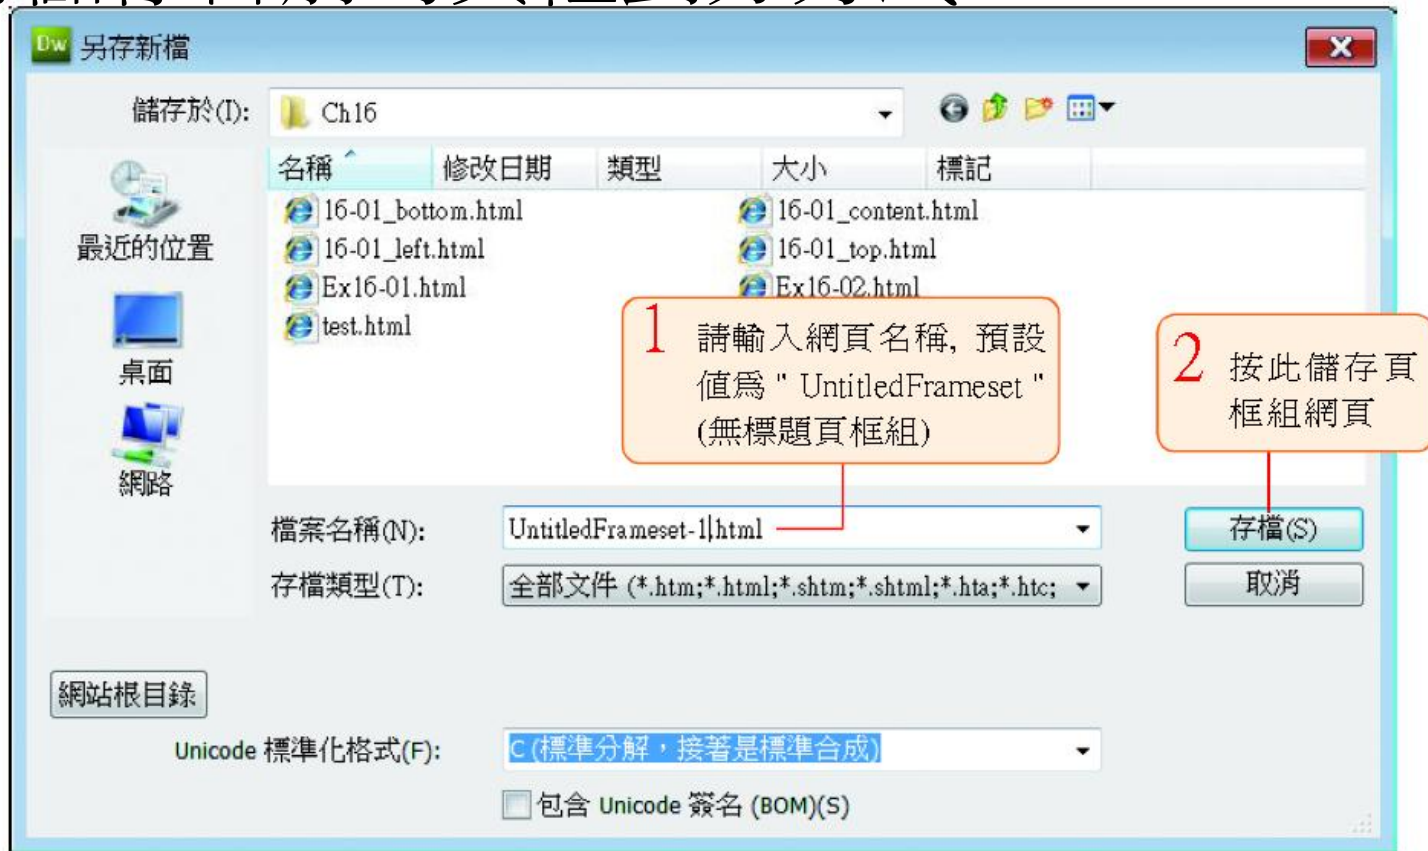 Dw 另存新檔
儲存於(I): Ch16
名稱 修改日期 類型 大小 標記
16-01_bottom.html 16-01_content.html
16-01_left.html 16-01_top.html
Ex16-01.html Ex16-02.html
test.html
最近的位置
桌面
網路
1 請輸入網頁名稱, 預設
值為 " UntitledFrameset "
(無標題頁框組)
2 按此儲存頁
框組網頁
檔案名稱(N): UntitledFrameset-1.html 存檔(S)
存檔類型(T): 全部文件 (*.htm;*.html;*.shtm;*.shtml;*.hta;*.htc; 取消
網站根目錄
Unicode 標準化格式(F): C (標準分解，接著是標準合成)
包含 Unicode 簽名 (BOM)(S)